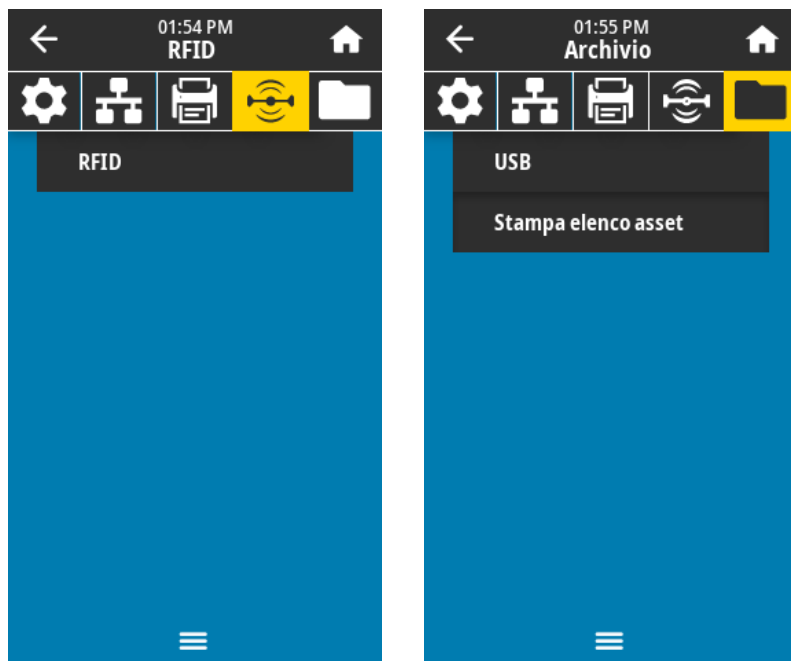 01:54 PM
RFID
RFID
01:55 PM
Archivio
USB
Stampa elenco asset